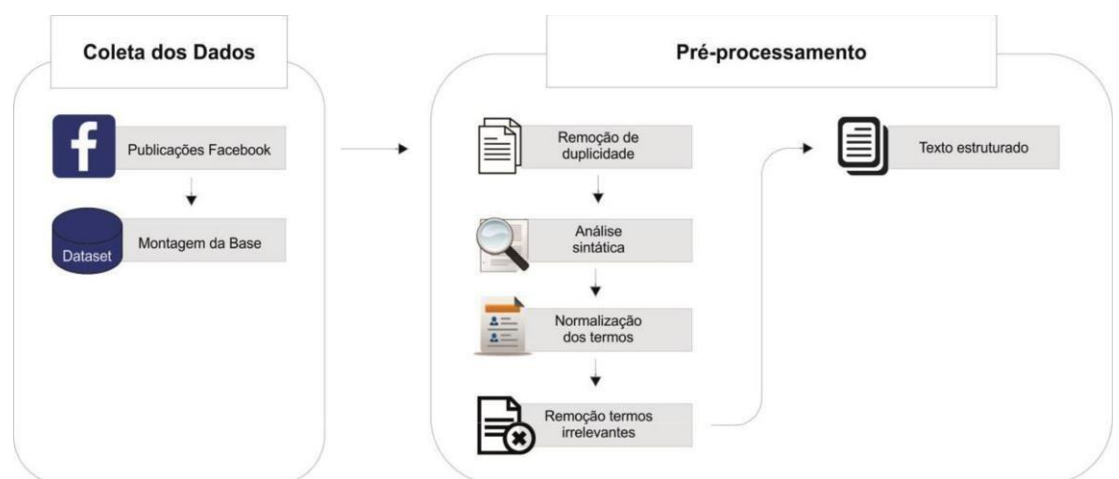 Coleta dos Dados
Publicações Facebook
Dataset
Montagem da Base
Pré-processamento
Remoção de
duplicidade
Análise
sintática
Normalização
dos termos
Remoção termos
irrelevantes
Texto estruturado